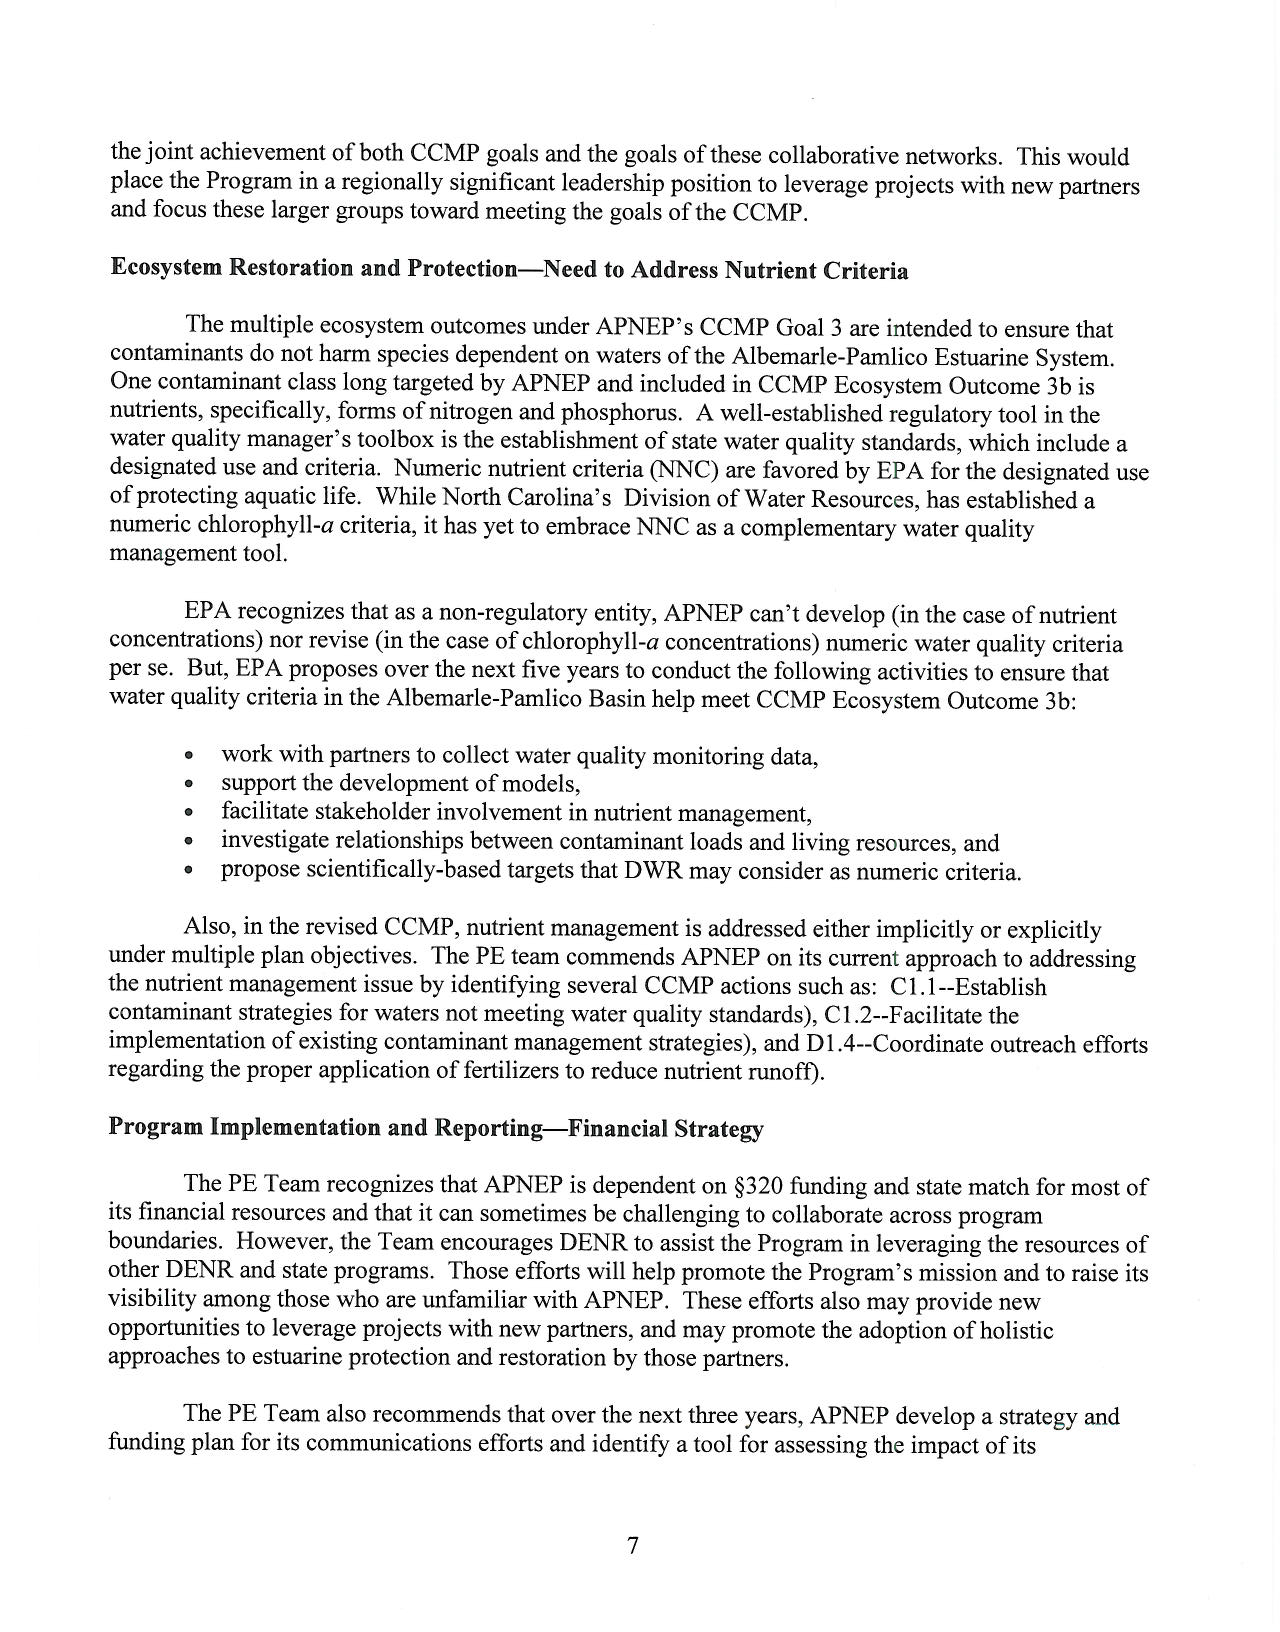 the joint achievement of both CCMP goals and the goals of these collaborative networks.  This would
place the Program in a regionally significant leadership position to leverage projects with new partners
and focus these larger groups toward meeting the goals of the CCMP.
Ecosystem Restoration and Protection—Need to Address Nutrient Criteria
The multiple ecosystem outcomes under APNEP's CCMP Goal 3 are intended to ensure that
contaminants do not harm species dependent on waters of the Albemarle-Pamlico Estuarine System.
One contaminant class long targeted by APNEP and included in CCMP Ecosystem Outcome 3b is
nutrients, specifically, forms of nitrogen and phosphorus.  A well-established regulatory tool in the
water quality manager's toolbox is the establishment of state water quality standards, which include a
designated use and criteria.  Numeric nutrient criteria (NNC) are favored by EPA for the designated use
of protecting aquatic life.  While North Carolina's  Division of Water Resources, has established a
numeric chlorophyll-a criteria, it has yet to embrace NNC as a complementary water quality
management tool.
EPA recognizes that as a non-regulatory entity, APNEP can't develop (in the case of nutrient
concentrations) nor revise (in the case of chlorophyll-a concentrations) numeric water quality criteria
per se.  But, EPA proposes over the next five years to conduct the following activities to ensure that
water quality criteria in the Albemarle-Pamlico Basin help meet CCMP Ecosystem Outcome 3b:
• work with partners to collect water quality monitoring data,
• support the development of models,
• facilitate stakeholder involvement in nutrient management,
• investigate relationships between contaminant loads and living resources, and
• propose scientifically-based targets that DWR may consider as numeric criteria.
Also, in the revised CCMP, nutrient management is addressed either implicitly or explicitly
under multiple plan objectives.  The PE team commends APNEP on its current approach to addressing
the nutrient management issue by identifying several CCMP actions such as:  C1.1--Establish
contaminant strategies for waters not meeting water quality standards), C1.2--Facilitate the
implementation of existing contaminant management strategies), and D1.4--Coordinate outreach efforts
regarding the proper application of fertilizers to reduce nutrient runoff).
Program Implementation and Reporting—Financial Strategy
The PE Team recognizes that APNEP is dependent on §320 funding and state match for most of
its financial resources and that it can sometimes be challenging to collaborate across program
boundaries.  However, the Team encourages DENR to assist the Program in leveraging the resources of
other DENR and state programs.  Those efforts will help promote the Program's mission and to raise its
visibility among those who are unfamiliar with APNEP.  These efforts also may provide new
opportunities to leverage projects with new partners, and may promote the adoption of holistic
approaches to estuarine protection and restoration by those partners.
The PE Team also recommends that over the next three years, APNEP develop a strategy and
funding plan for its communications efforts and identify a tool for assessing the impact of its
7